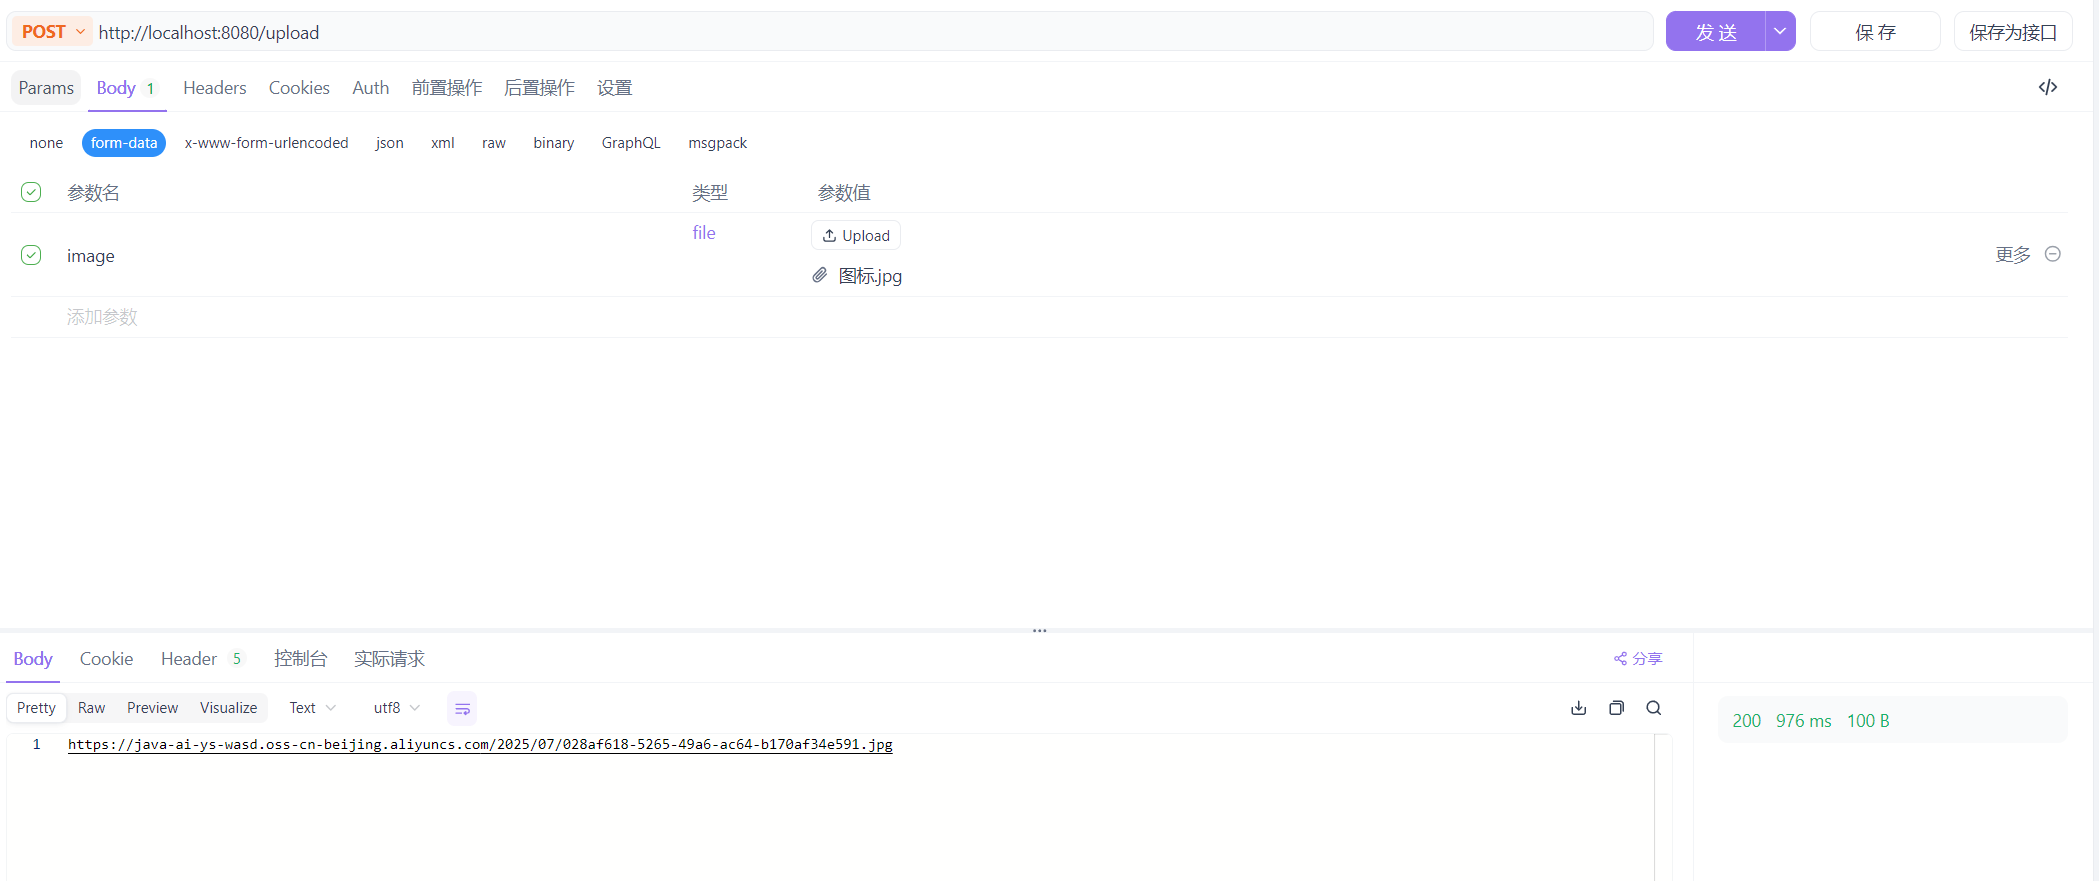 POST http://localhost:8080/upload 发 送 保 存 保存为接口
Params Body 1 Headers Cookies Auth 前置操作 后置操作 设置
none form-data x-www-form-urlencoded json xml raw binary GraphQL msgpack
参数名 类型 参数值
image file Upload 更多
图标.jpg
添加参数
Body Cookie Header 5 控制台 实际请求 分享
Pretty Raw Preview Visualize Text utf8
200 976 ms 100 B
1 https://java-ai-ys-wasd.oss-cn-beijing.aliyuncs.com/2025/07/028af618-5265-49a6-ac64-b170af34e591.jpg